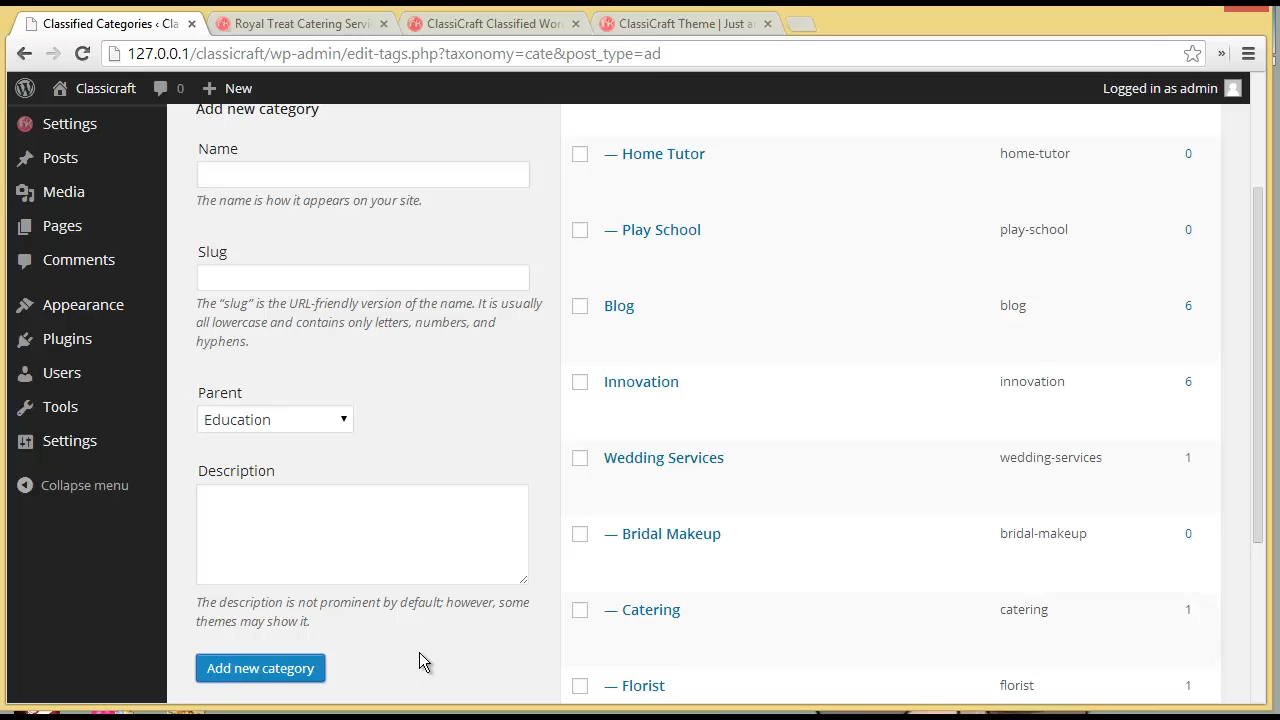 Classified Categories ‹ Cla
Royal Treat Catering Servi
ClassiCraft Classified Wor
ClassiCraft Theme | Just a
127.0.0.1/classicraft/wp-admin/edit-tags.php?taxonomy=cate&post_type=ad
»
Classicraft
0
New
Logged in as admin
Settings
Posts
Media
Pages
Comments
Appearance
Plugins
Users
Tools
Settings
Collapse menu
Add new category
Name
The name is how it appears on your site.
Slug
The “slug” is the URL-friendly version of the name. It is usually
all lowercase and contains only letters, numbers, and
hyphens.
Parent
Education
Description
The description is not prominent by default; however, some
themes may show it.
Add new category
— Home Tutor home-tutor 0
— Play School play-school 0
Blog blog 6
Innovation innovation 6
Wedding Services wedding-services 1
— Bridal Makeup bridal-makeup 0
— Catering catering 1
— Florist florist 1